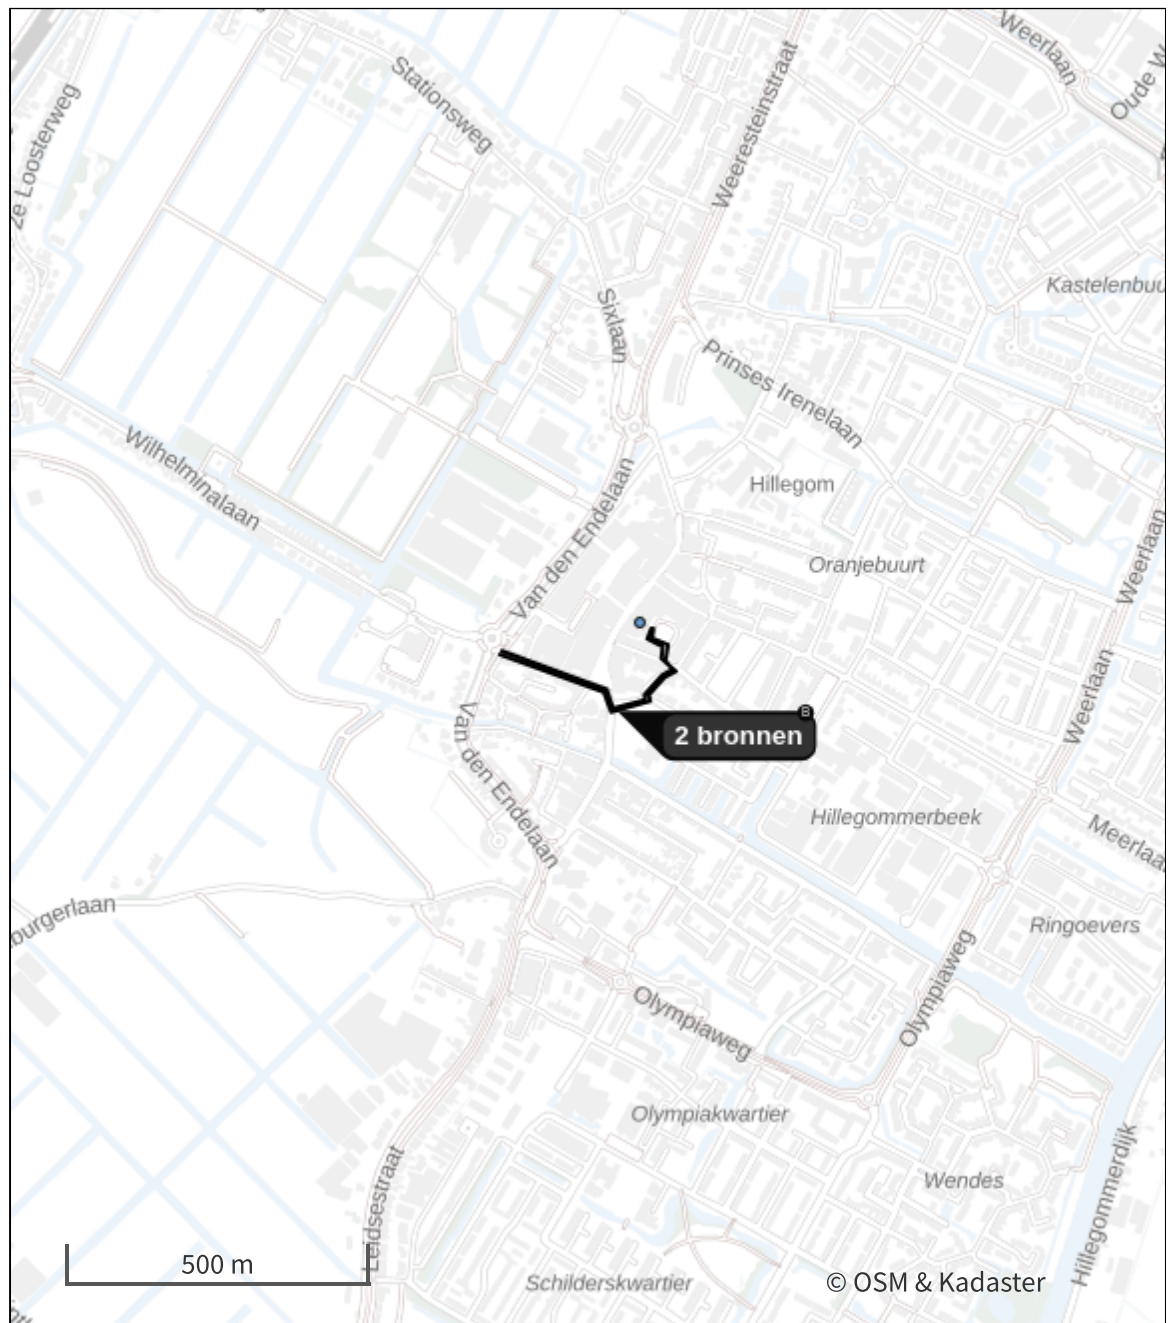 Weerlaan
Oude W
Stationsweg
Weeresteinstraat
2e Loosterweg
Kastelenbuu
Sixlaan
Prinses Irenelaan
Wilhelminalaan
Hillegom
Van den Endelaan
Oranjebuurt
Weerlaan
Weerlaan
B
2 bronnen
Van den Endelaan
Hillegommerbeek
Meerlaa
burgerlaan
Ringoevers
Olympiaweg
Olympiaweg
Olympiakwartier
Wendes
Leidsestraat
Hillegommerdijk
500 m
Schilderskwartier
© OSM & Kadaster